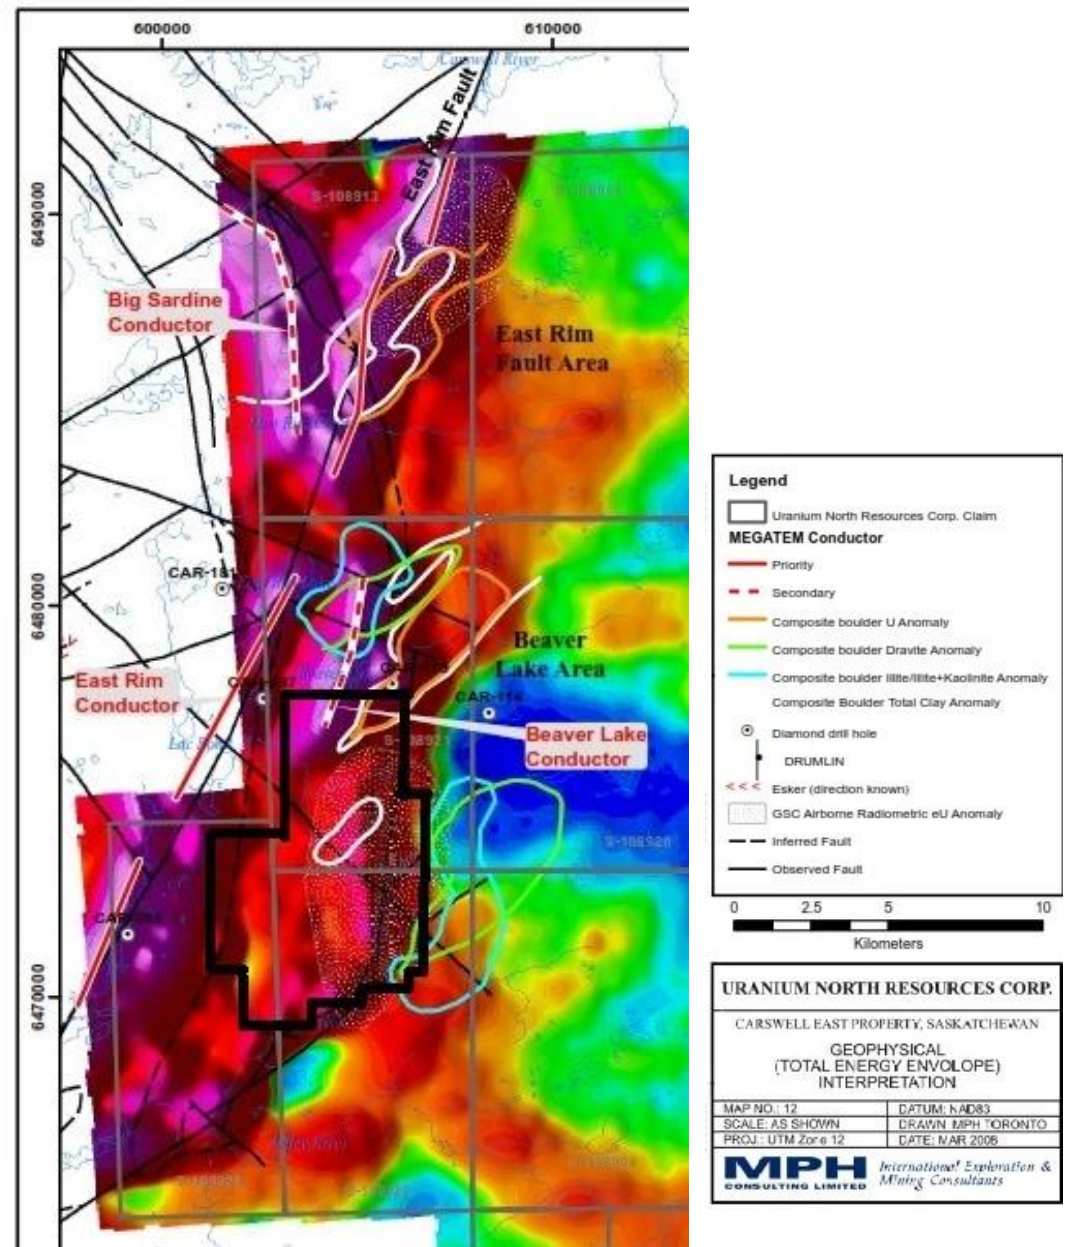 600000
610000
Carswell River
East Rim Fault
6490000
S-108913
Big Sardine
Conductor
East Rim
Fault Area
6480000
CAR-181
Beaver
Lake Area
East Rim
Conductor
CAR-114
Beaver Lake
Conductor
6470000
Legend
Uranium North Resources Corp. Claim
MEGATEM Conductor
Priority
Secondary
Composite boulder U Anomaly
Composite boulder Dravite Anomaly
Composite boulder Illite/Illite+Kaolinite Anomaly
Composite Boulder Total Clay Anomaly
Diamond drill hole
DRUMLIN
Esker (direction known)
GSC Airborne Radiometric eU Anomaly
Inferred Fault
Observed Fault
0 2.5 5 10
Kilometers
URANIUM NORTH RESOURCES CORP.
CARSWELL EAST PROPERTY, SASKATCHEWAN
GEOPHYSICAL
(TOTAL ENERGY ENVOLOPE)
INTERPRETATION
MAP NO.: 12 DATUM: NAD83
SCALE: AS SHOWN DRAWN MPH TORONTO
PROJ.: UTM Zone 12 DATE: MAR 2008
MPH
CONSULTING LIMITED
International Exploration &
Mining Consultants